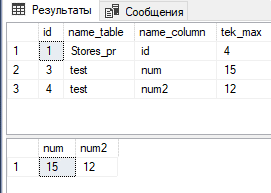 Результаты Сообщения
id name_table name_column tek_max
1 1 Stores_pr id 4
2 3 test num 15
3 4 test num2 12
num num2
1 15 12